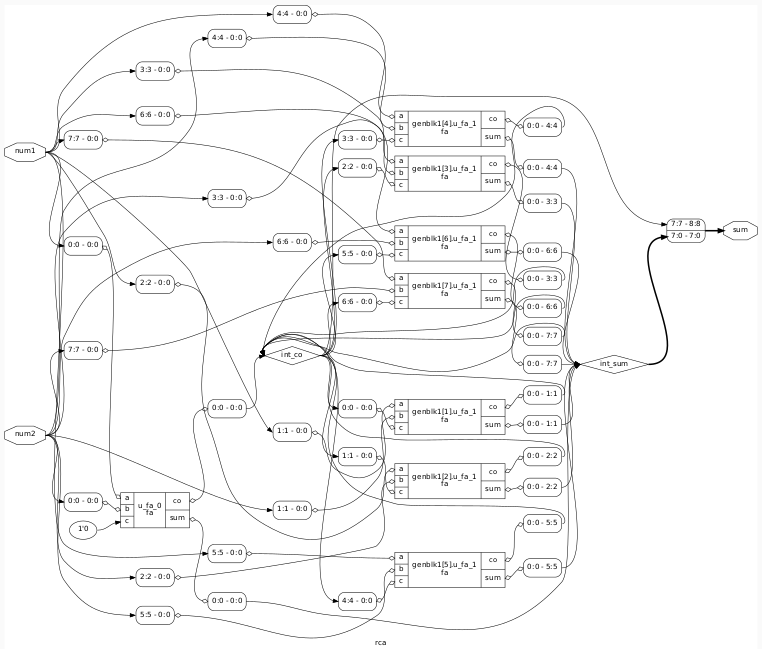 4:4 - 0:0
4:4 - 0:0
3:3 - 0:0
6:6 - 0:0
7:7 - 0:0
num1
3:3 - 0:0
0:0 - 0:0
6:6 - 0:0
2:2 - 0:0
7:7 - 0:0
num2
0:0 - 0:0
1:1 - 0:0
0:0 - 0:0
1'0
a
b
c
u_fa_0
fa
co
sum
1:1 - 0:0
5:5 - 0:0
2:2 - 0:0
0:0 - 0:0
5:5 - 0:0
int_co
3:3 - 0:0
2:2 - 0:0
5:5 - 0:0
6:6 - 0:0
0:0 - 0:0
1:1 - 0:0
4:4 - 0:0
a
b
c
genblk1[4].u_fa_1
fa
co
sum
a
b
c
genblk1[3].u_fa_1
fa
co
sum
a
b
c
genblk1[6].u_fa_1
fa
co
sum
a
b
c
genblk1[7].u_fa_1
fa
co
sum
a
b
c
genblk1[1].u_fa_1
fa
co
sum
a
b
c
genblk1[2].u_fa_1
fa
co
sum
a
b
c
genblk1[5].u_fa_1
fa
co
sum
0:0 - 4:4
0:0 - 4:4
0:0 - 3:3
0:0 - 6:6
0:0 - 3:3
0:0 - 6:6
0:0 - 7:7
0:0 - 7:7
0:0 - 1:1
0:0 - 1:1
0:0 - 2:2
0:0 - 2:2
0:0 - 5:5
0:0 - 5:5
int_sum
7:7 - 8:8
7:0 - 7:0
sum
rca